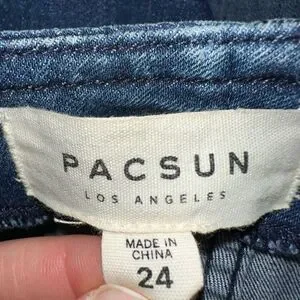 PACSUN
LOS ANGELES
MADE IN
CHINA
24